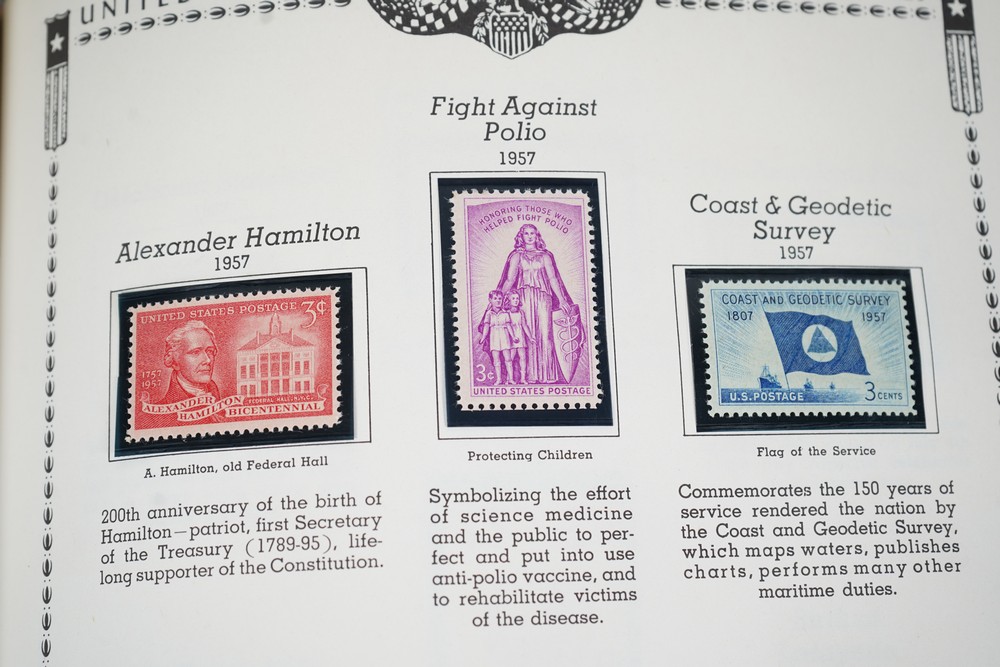 UNITED
Alexander Hamilton
1957
UNITED STATES POSTAGE 3¢
1757
1957
ALEXANDER
HAMILTON
BICENTENNIAL
FEDERAL HALL, N.Y.C.
A. Hamilton, old Federal Hall
200th anniversary of the birth of
Hamilton—patriot, first Secretary
of the Treasury (1789-95), life-
long supporter of the Constitution.
Fight Against
Polio
1957
HONORING THOSE WHO
HELPED FIGHT POLIO
3¢
UNITED STATES POSTAGE
Protecting Children
Symbolizing the effort
of science medicine
and the public to per-
fect and put into use
anti-polio vaccine, and
to rehabilitate victims
of the disease.
Coast & Geodetic
Survey
1957
COAST AND GEODETIC SURVEY
1807 1957
U.S. POSTAGE 3 CENTS
Flag of the Service
Commemorates the 150 years of
service rendered the nation by
the Coast and Geodetic Survey,
which maps waters, publishes
charts, performs many other
maritime duties.